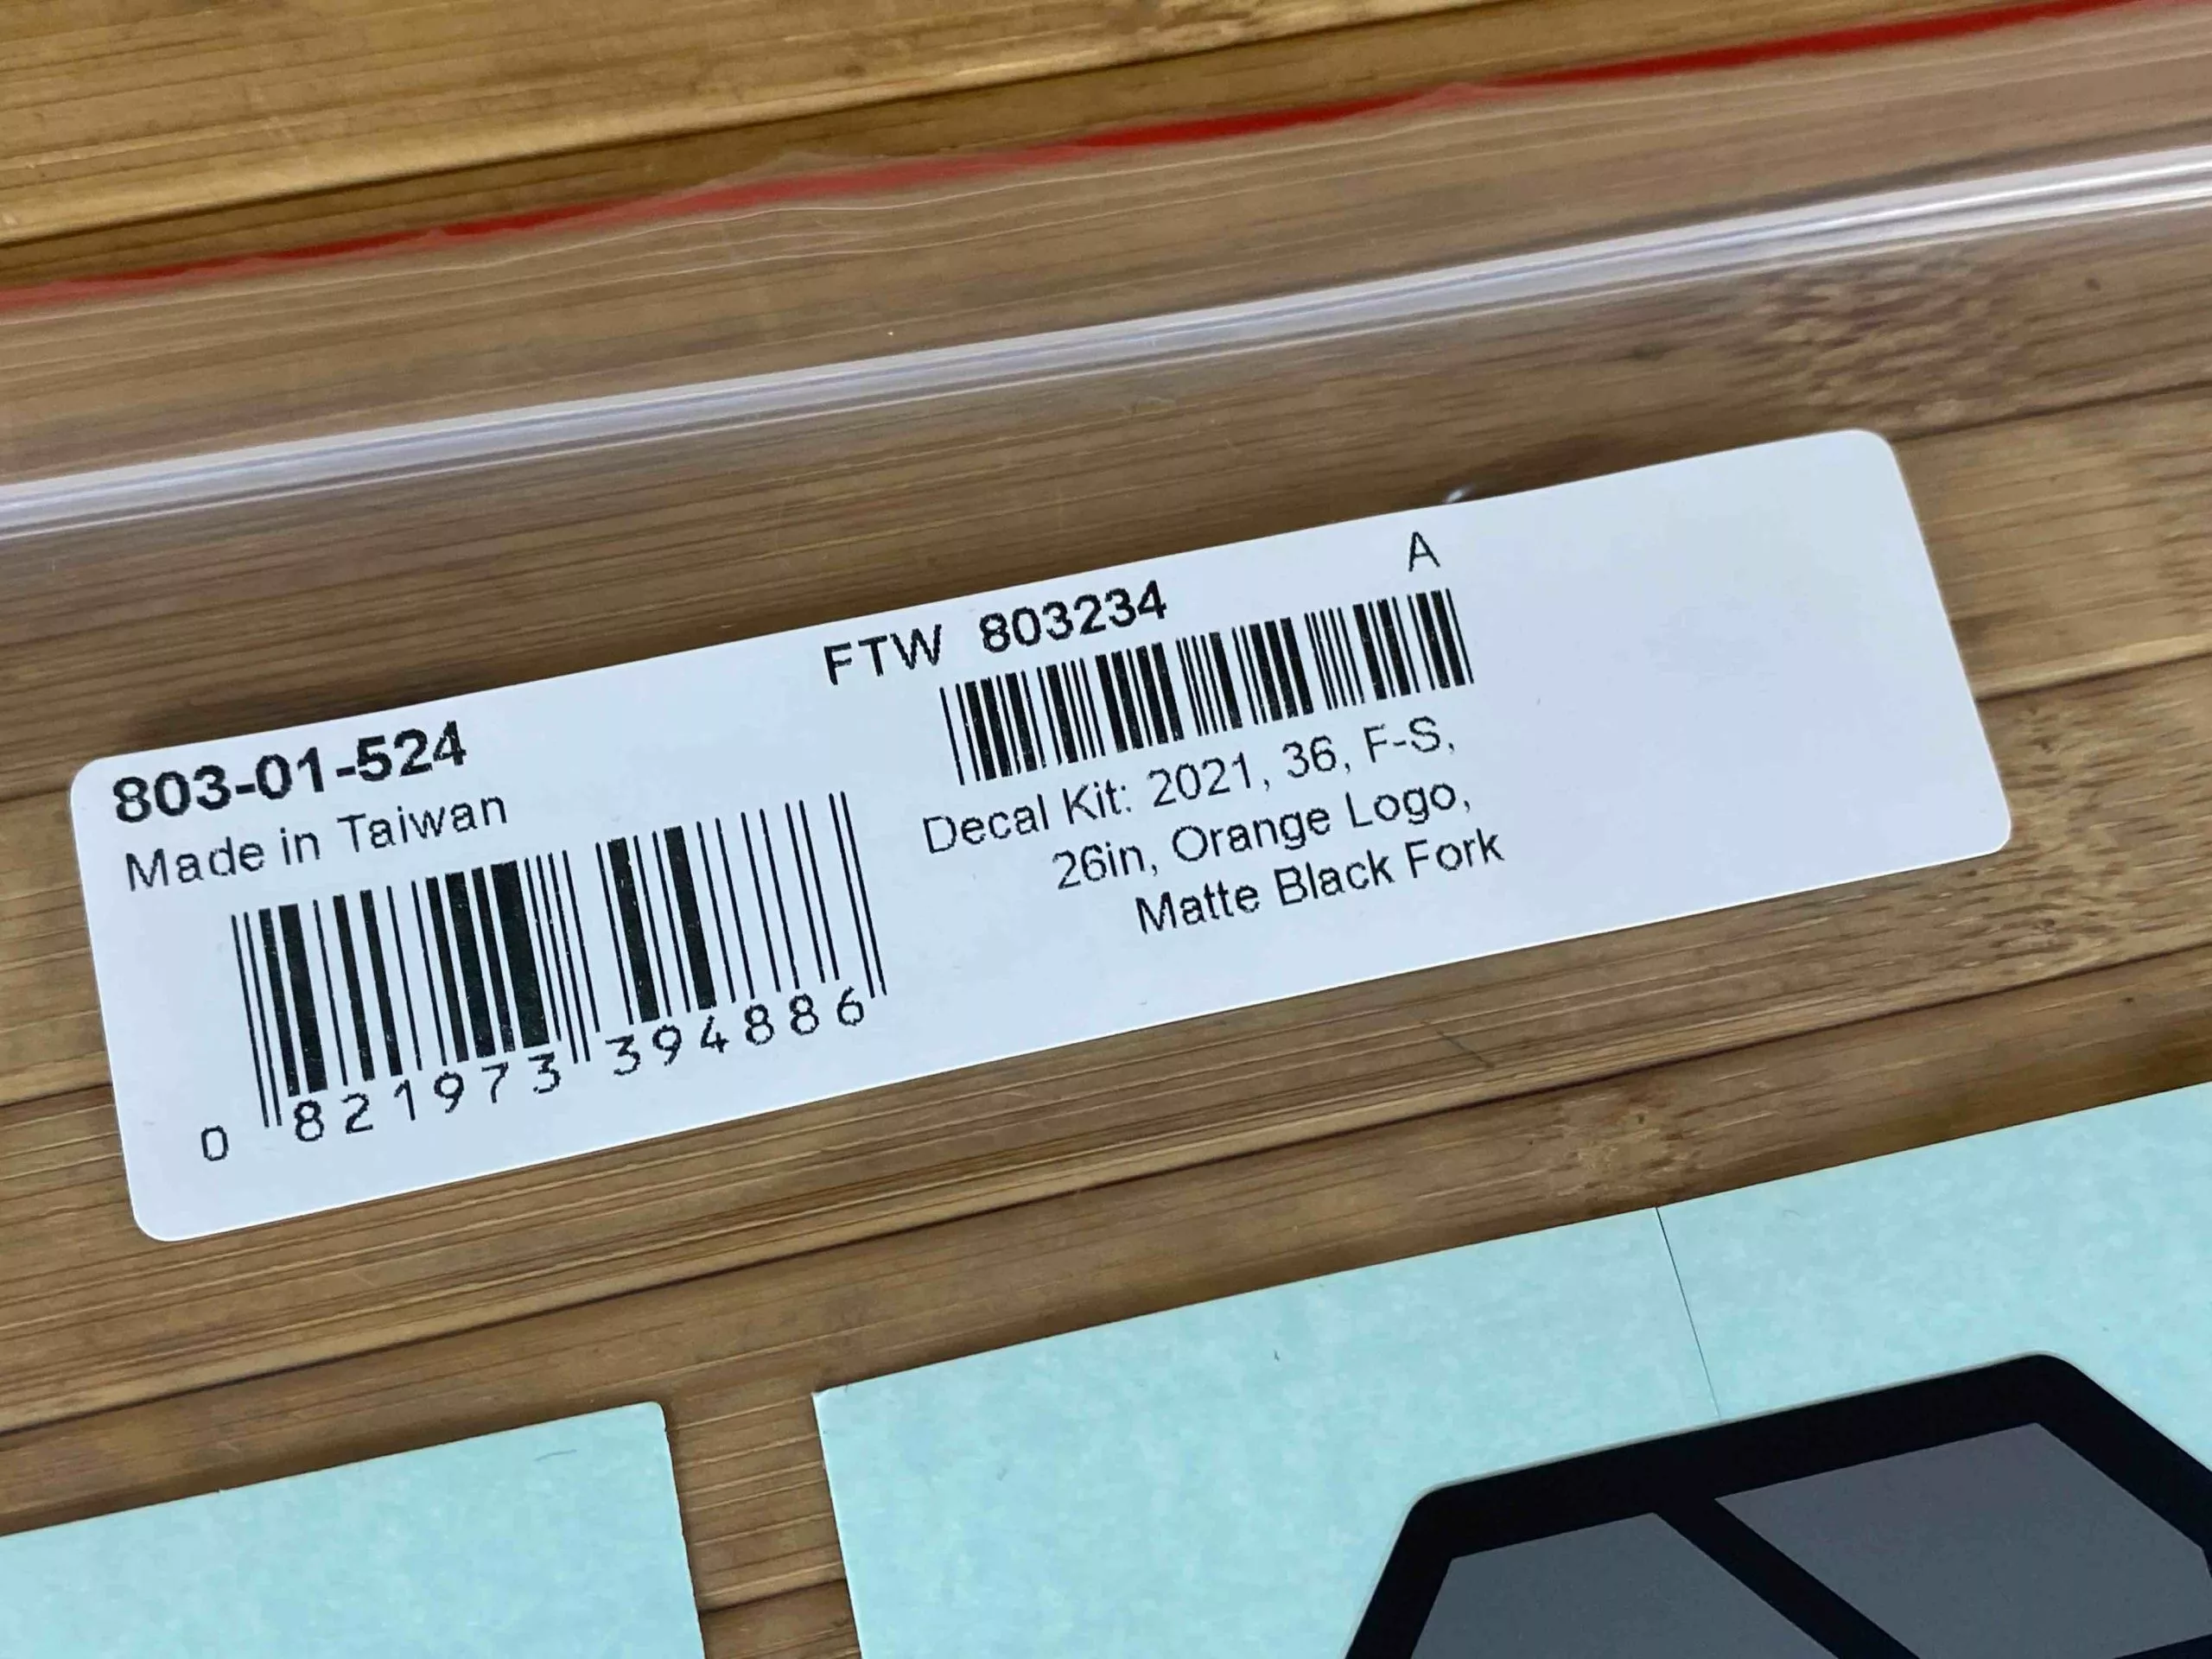 803-01-524
Made in Taiwan
0 821973 394886
FTW 803234
A
Decal Kit: 2021, 36, F-S,
26in, Orange Logo,
Matte Black Fork